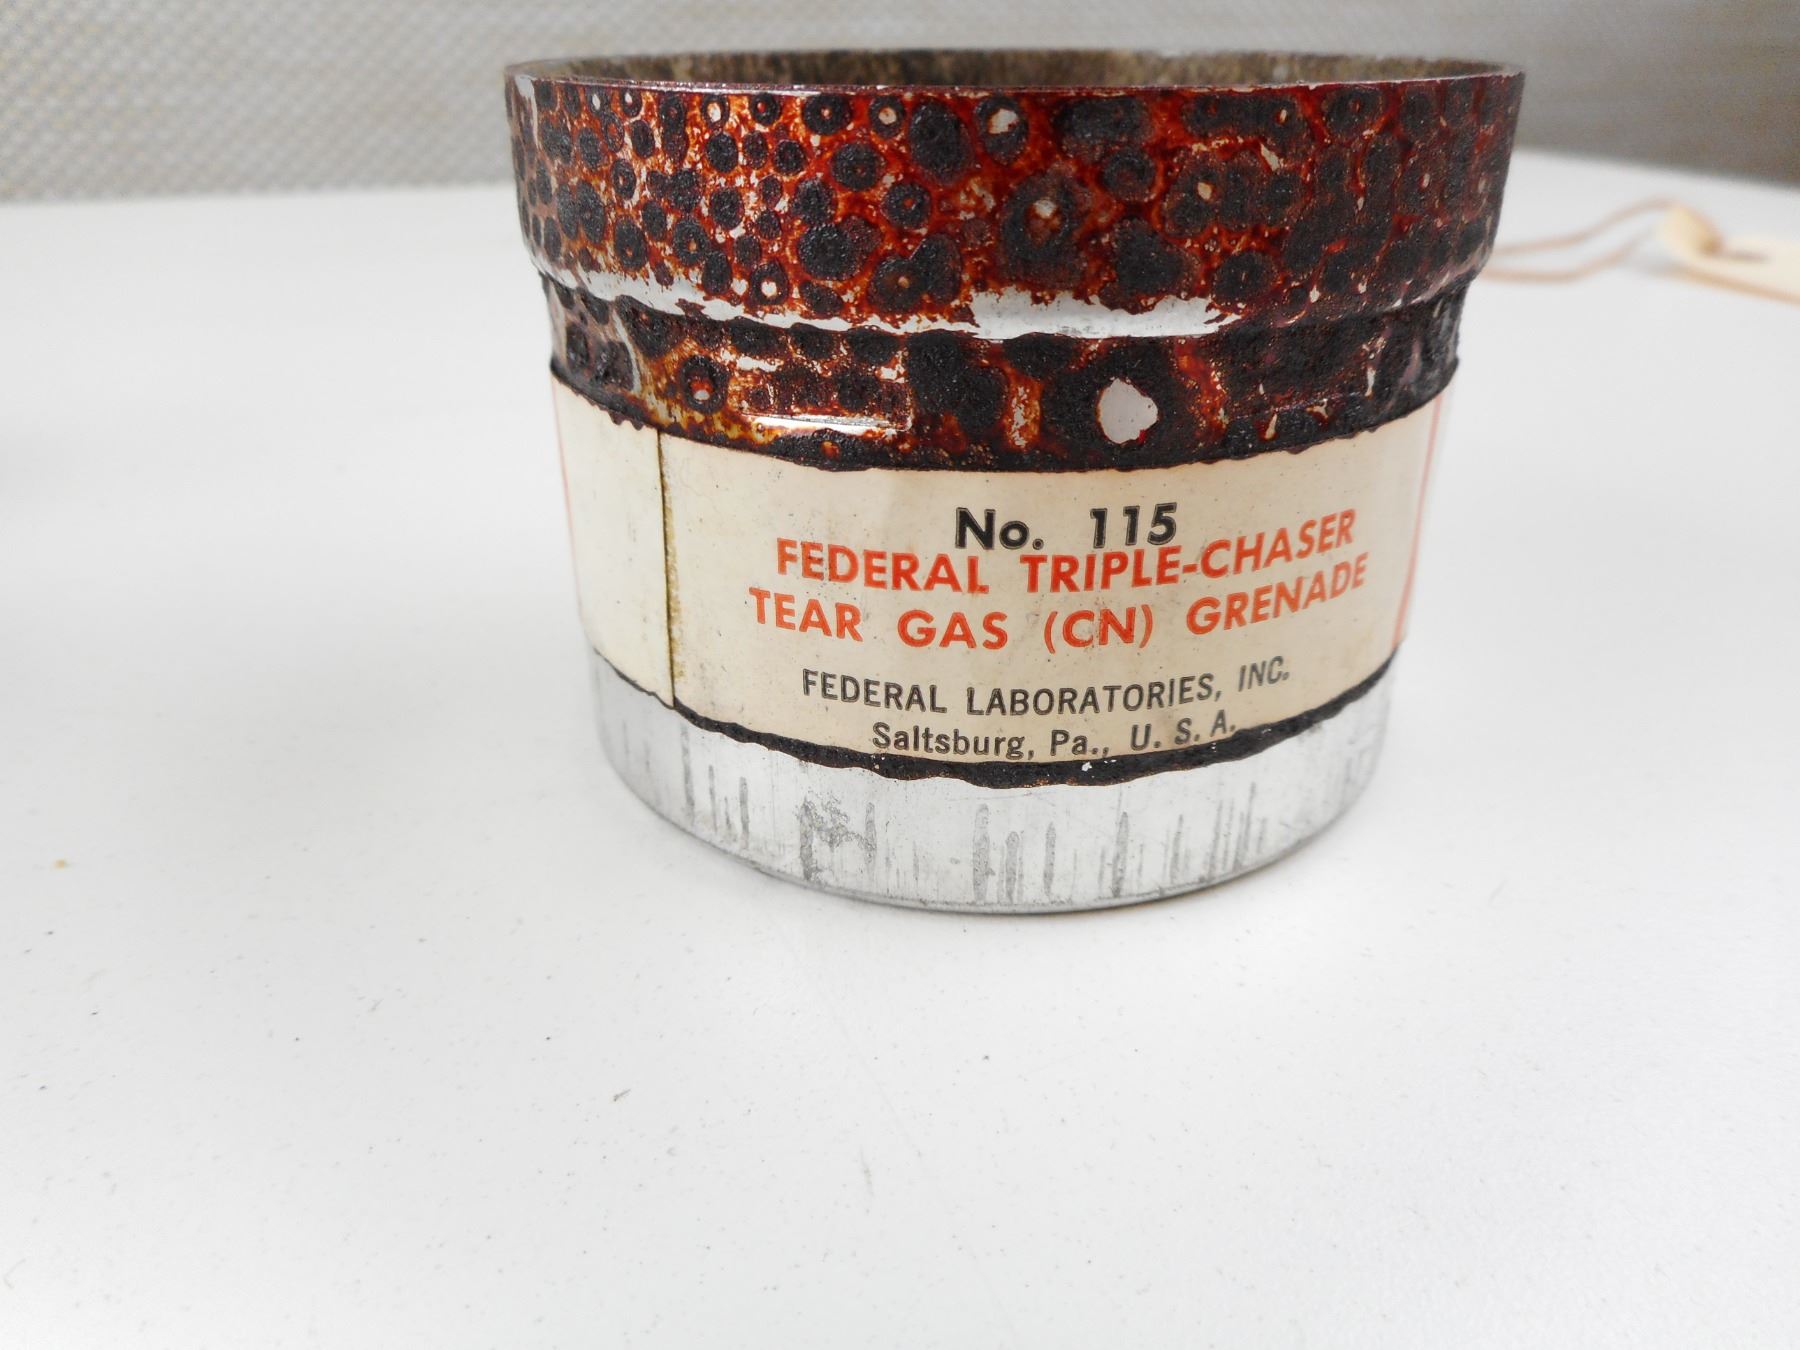 No. 115
FEDERAL TRIPLE-CHASER
TEAR GAS (CN) GRENADE
FEDERAL LABORATORIES, INC.
Saltsburg, Pa., U. S. A.